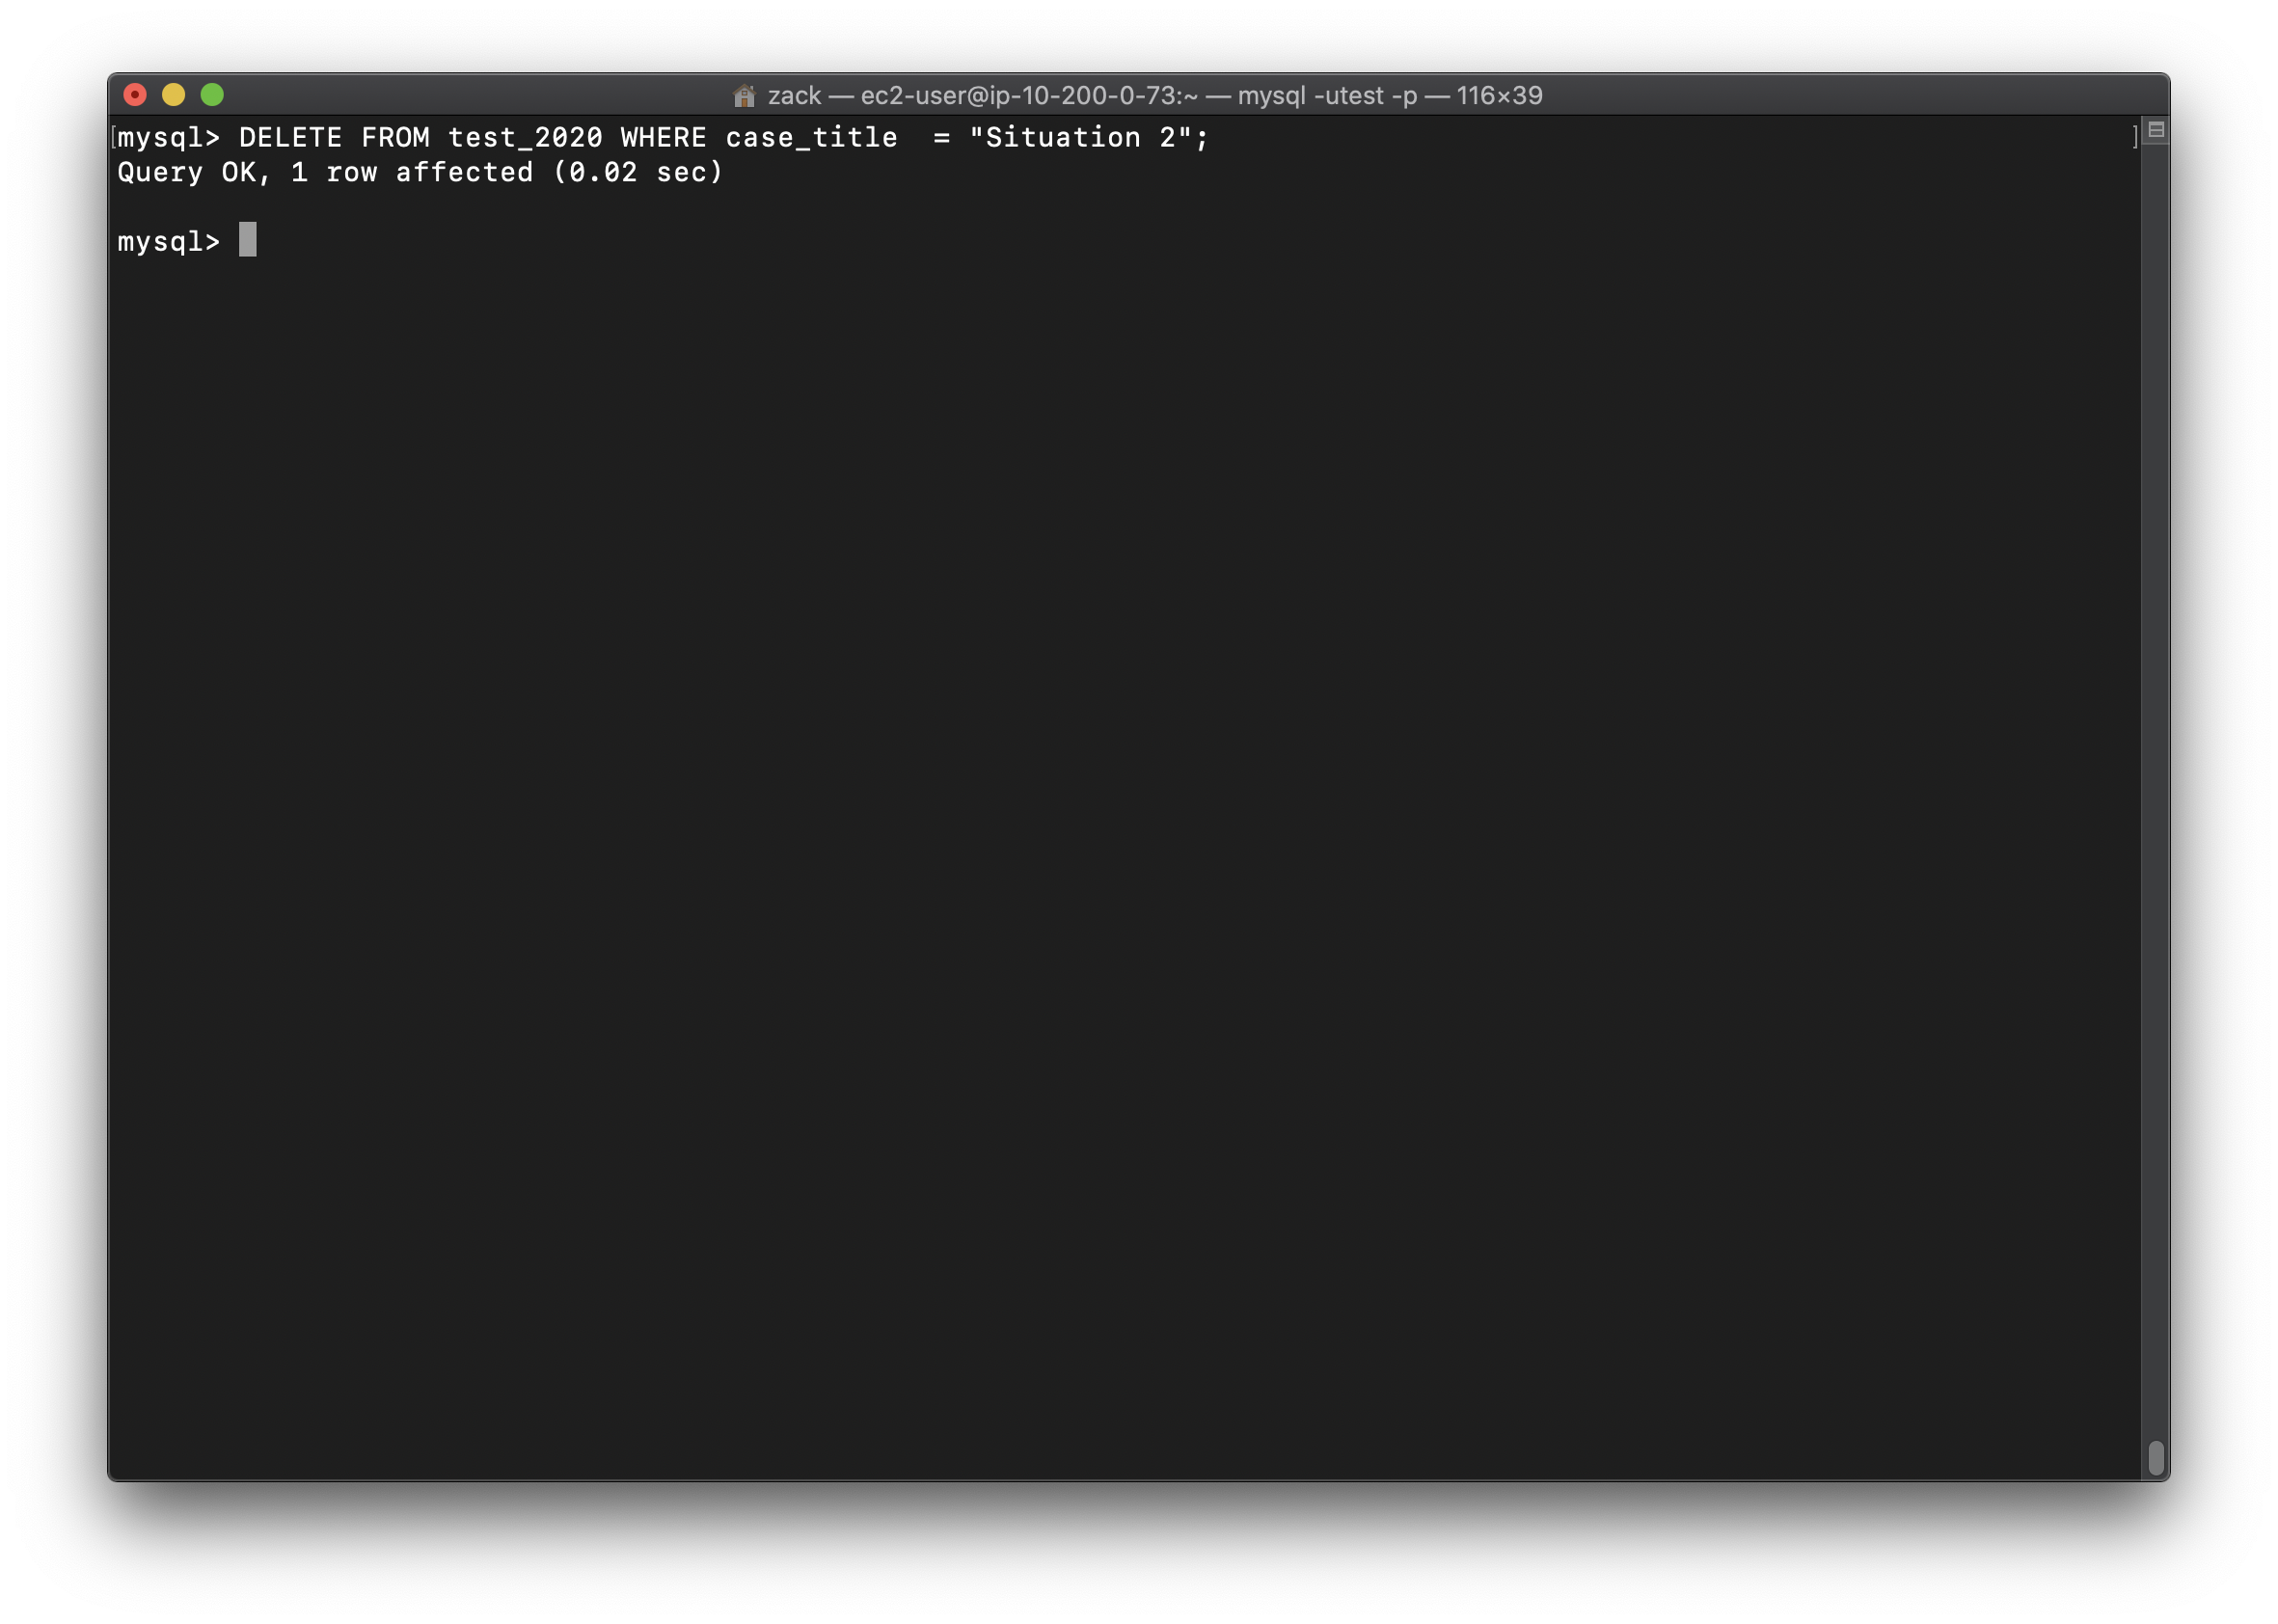 zack — ec2-user@ip-10-200-0-73:~ — mysql -utest -p — 116×39
mysql> DELETE FROM test_2020 WHERE case_title  = "Situation 2";
Query OK, 1 row affected (0.02 sec)
mysql>